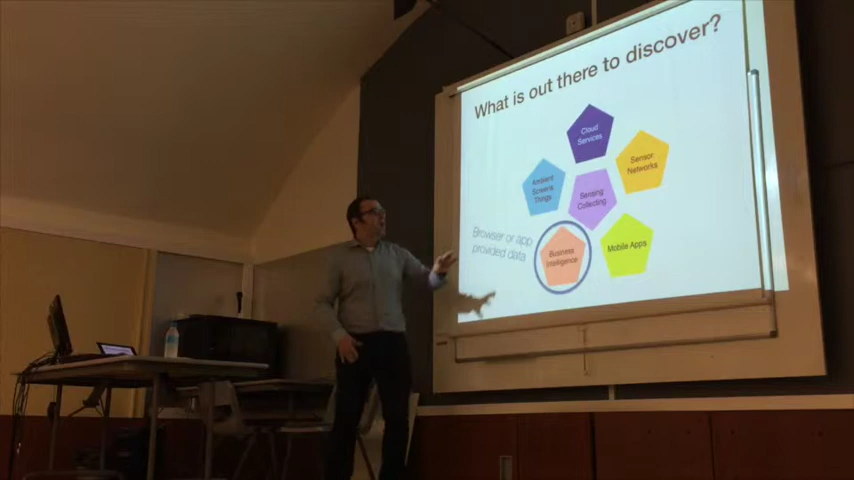 What is out there to discover?
Cloud
Services
Sensor
Networks
Ambient
Screens
Things
Sensing
Collecting
Browser or app
provided data
Business
Intelligence
Mobile Apps